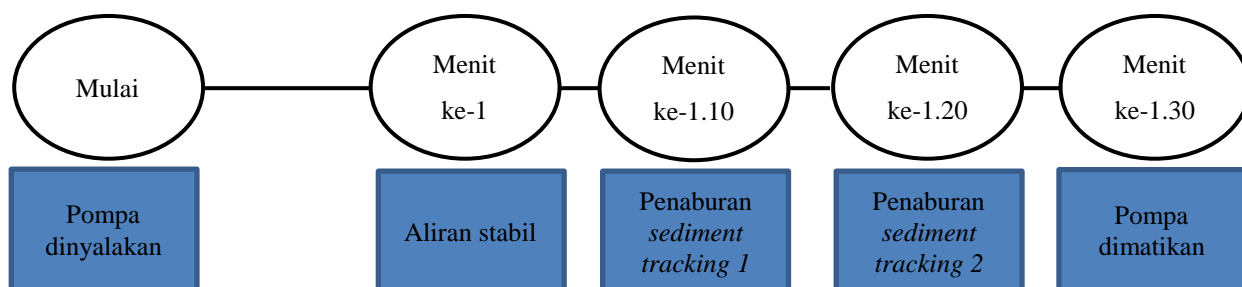 Mulai
Menit
ke-1
Menit
ke-1.10
Menit
ke-1.20
Menit
ke-1.30
Pompa
dinyalakan
Aliran stabil
Penaburan
sediment
tracking 1
Penaburan
sediment
tracking 2
Pompa
dimatikan